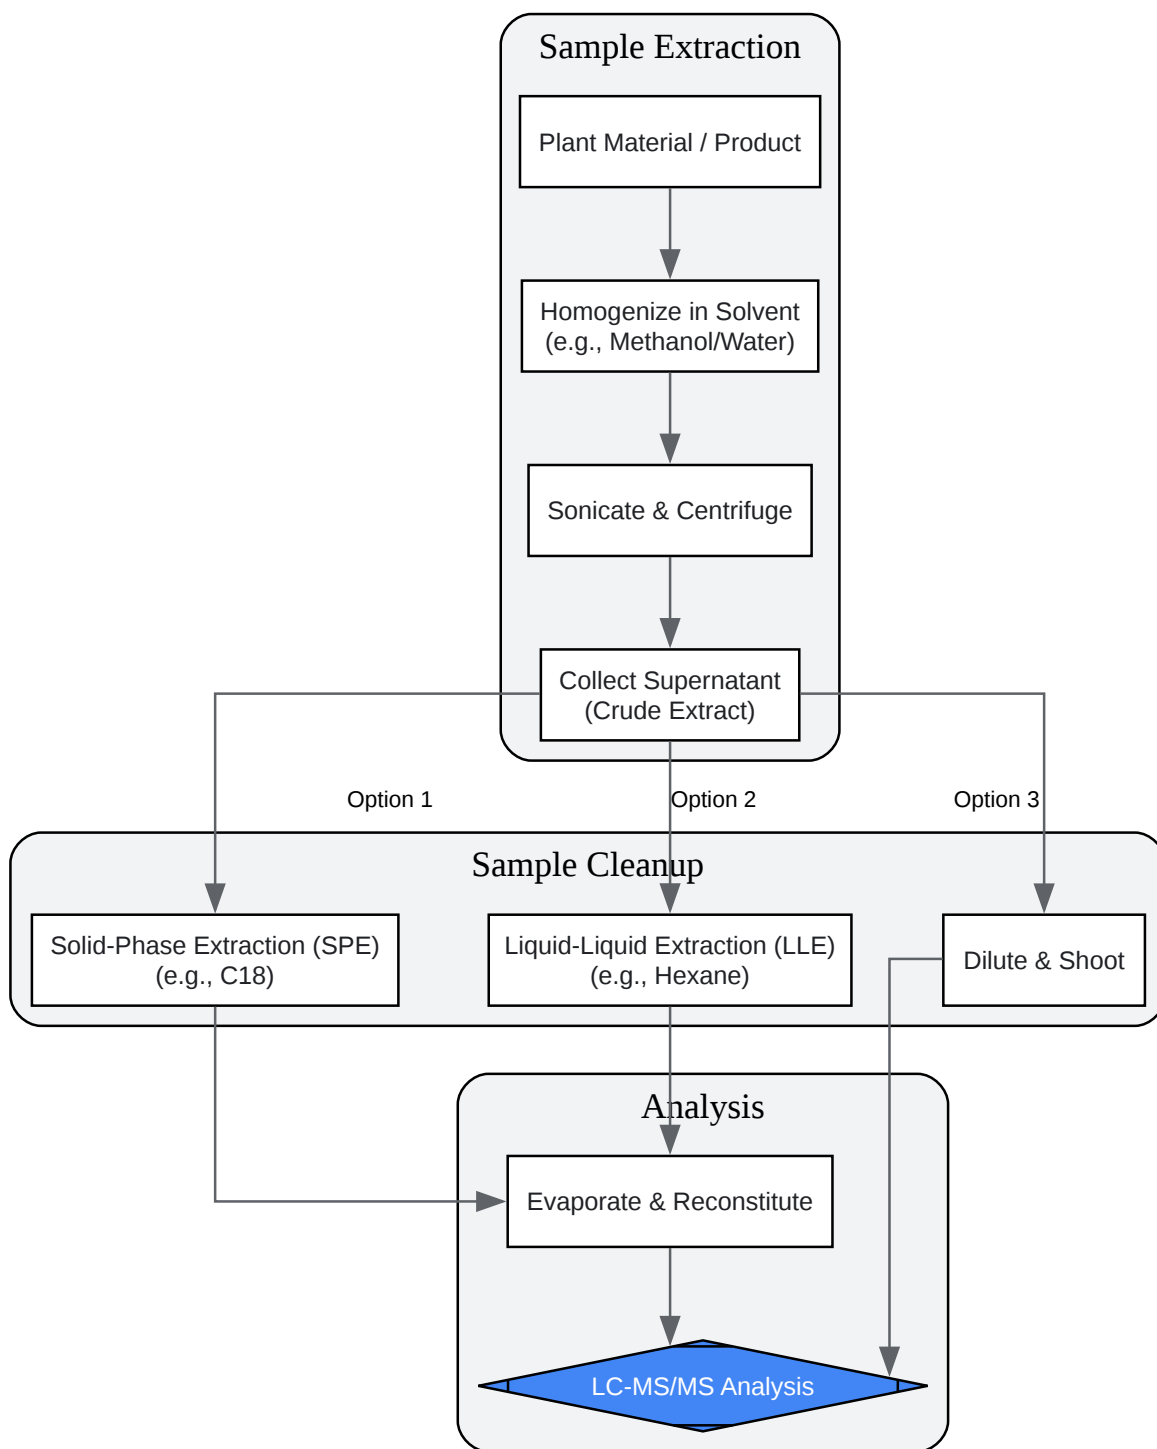 Sample Extraction
Plant Material / Product
Homogenize in Solvent
(e.g., Methanol/Water)
Sonicate & Centrifuge
Collect Supernatant
(Crude Extract)
Option 1
Option 2
Option 3
Sample Cleanup
Solid-Phase Extraction (SPE)
(e.g., C18)
Liquid-Liquid Extraction (LLE)
(e.g., Hexane)
Dilute & Shoot
Analysis
Evaporate & Reconstitute
LC-MS/MS Analysis